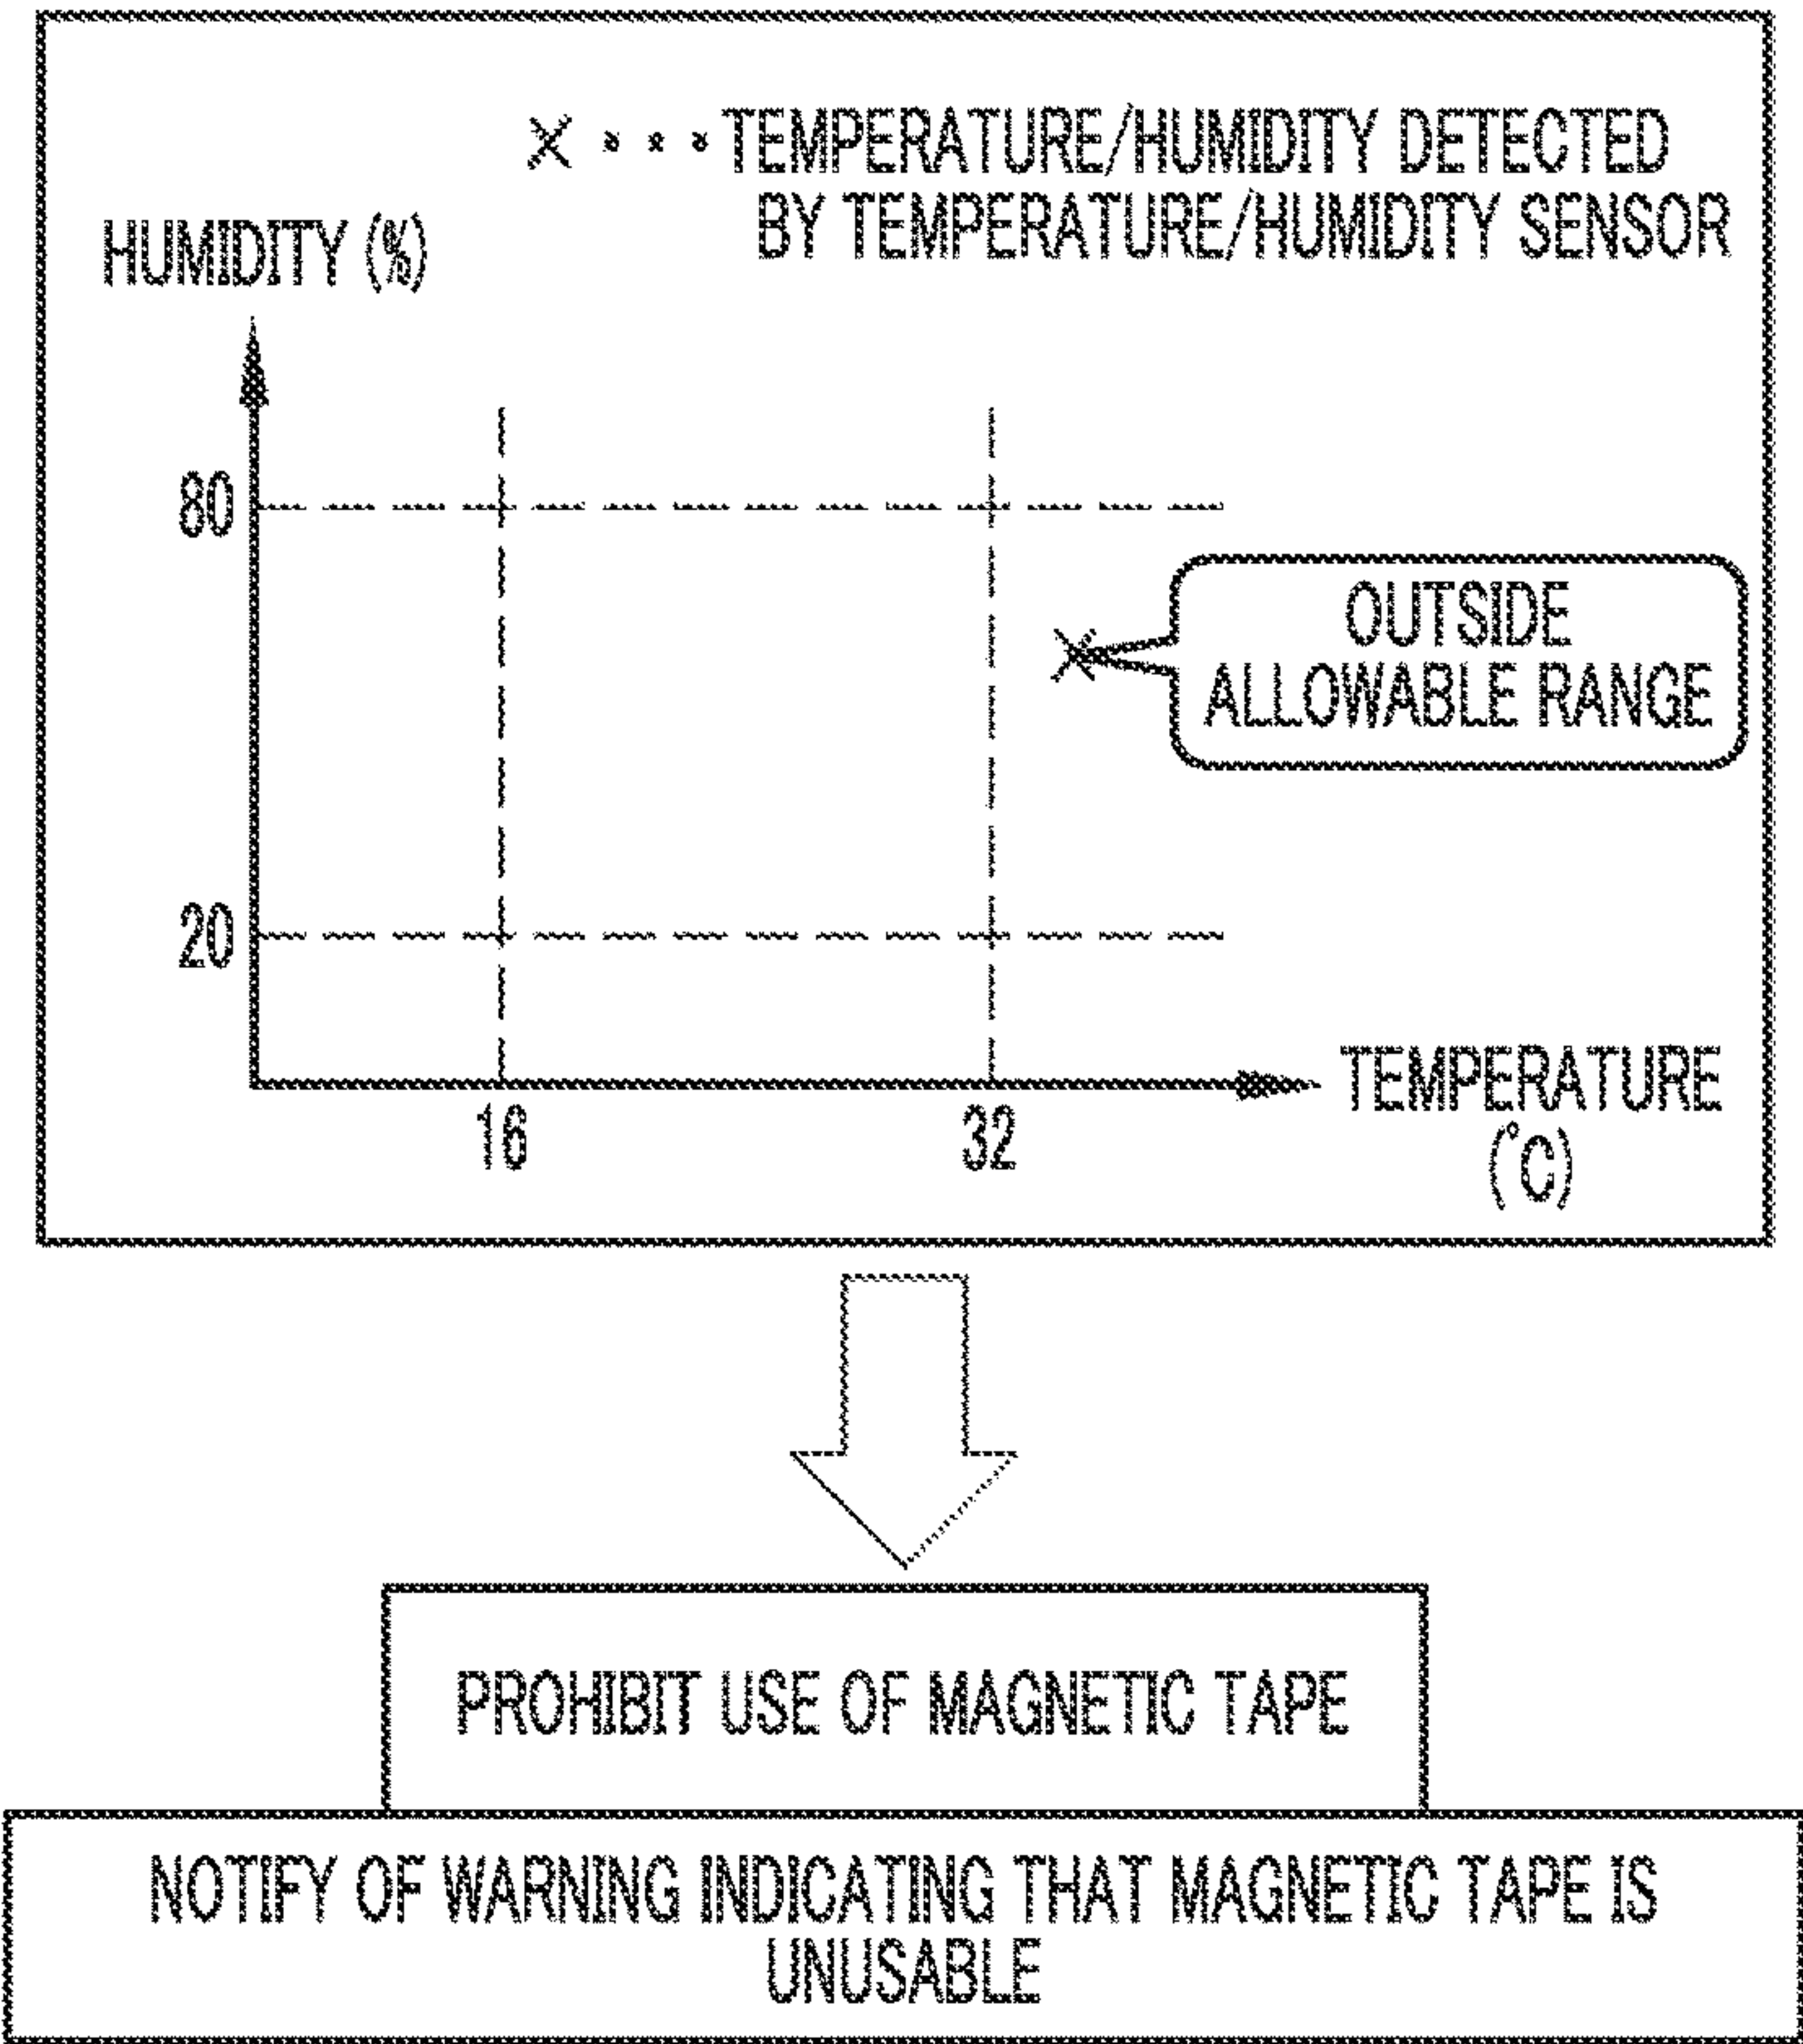 × • • • TEMPERATURE/HUMIDITY DETECTED
BY TEMPERATURE/HUMIDITY SENSOR
HUMIDITY (%)
80
OUTSIDE
ALLOWABLE RANGE
20
TEMPERATURE
(°C)
16
32
PROHIBIT USE OF MAGNETIC TAPE
NOTIFY OF WARNING INDICATING THAT MAGNETIC TAPE IS
UNUSABLE